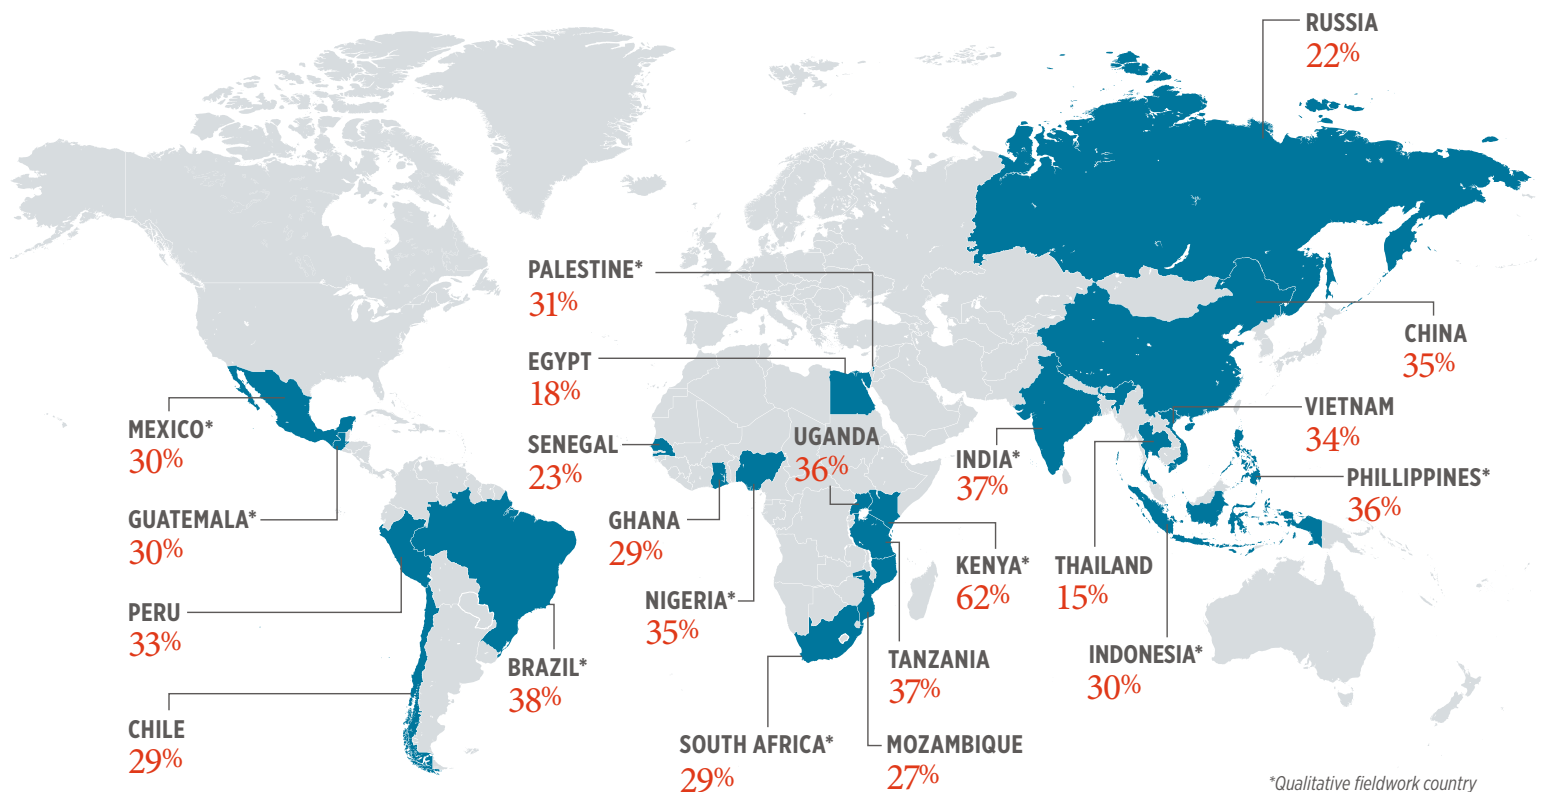 RUSSIA
22%
PALESTINE*
31%
CHINA
35%
EGYPT
18%
MEXICO*
30%
VIETNAM
34%
SENEGAL
23%
UGANDA
36%
INDIA*
37%
PHILLIPPINES*
36%
GUATEMALA*
30%
GHANA
29%
KENYA*
62%
THAILAND
15%
NIGERIA*
35%
PERU
33%
BRAZIL*
38%
TANZANIA
37%
INDONESIA*
30%
CHILE
29%
SOUTH AFRICA*
29%
MOZAMBIQUE
27%
*Qualitative fieldwork country